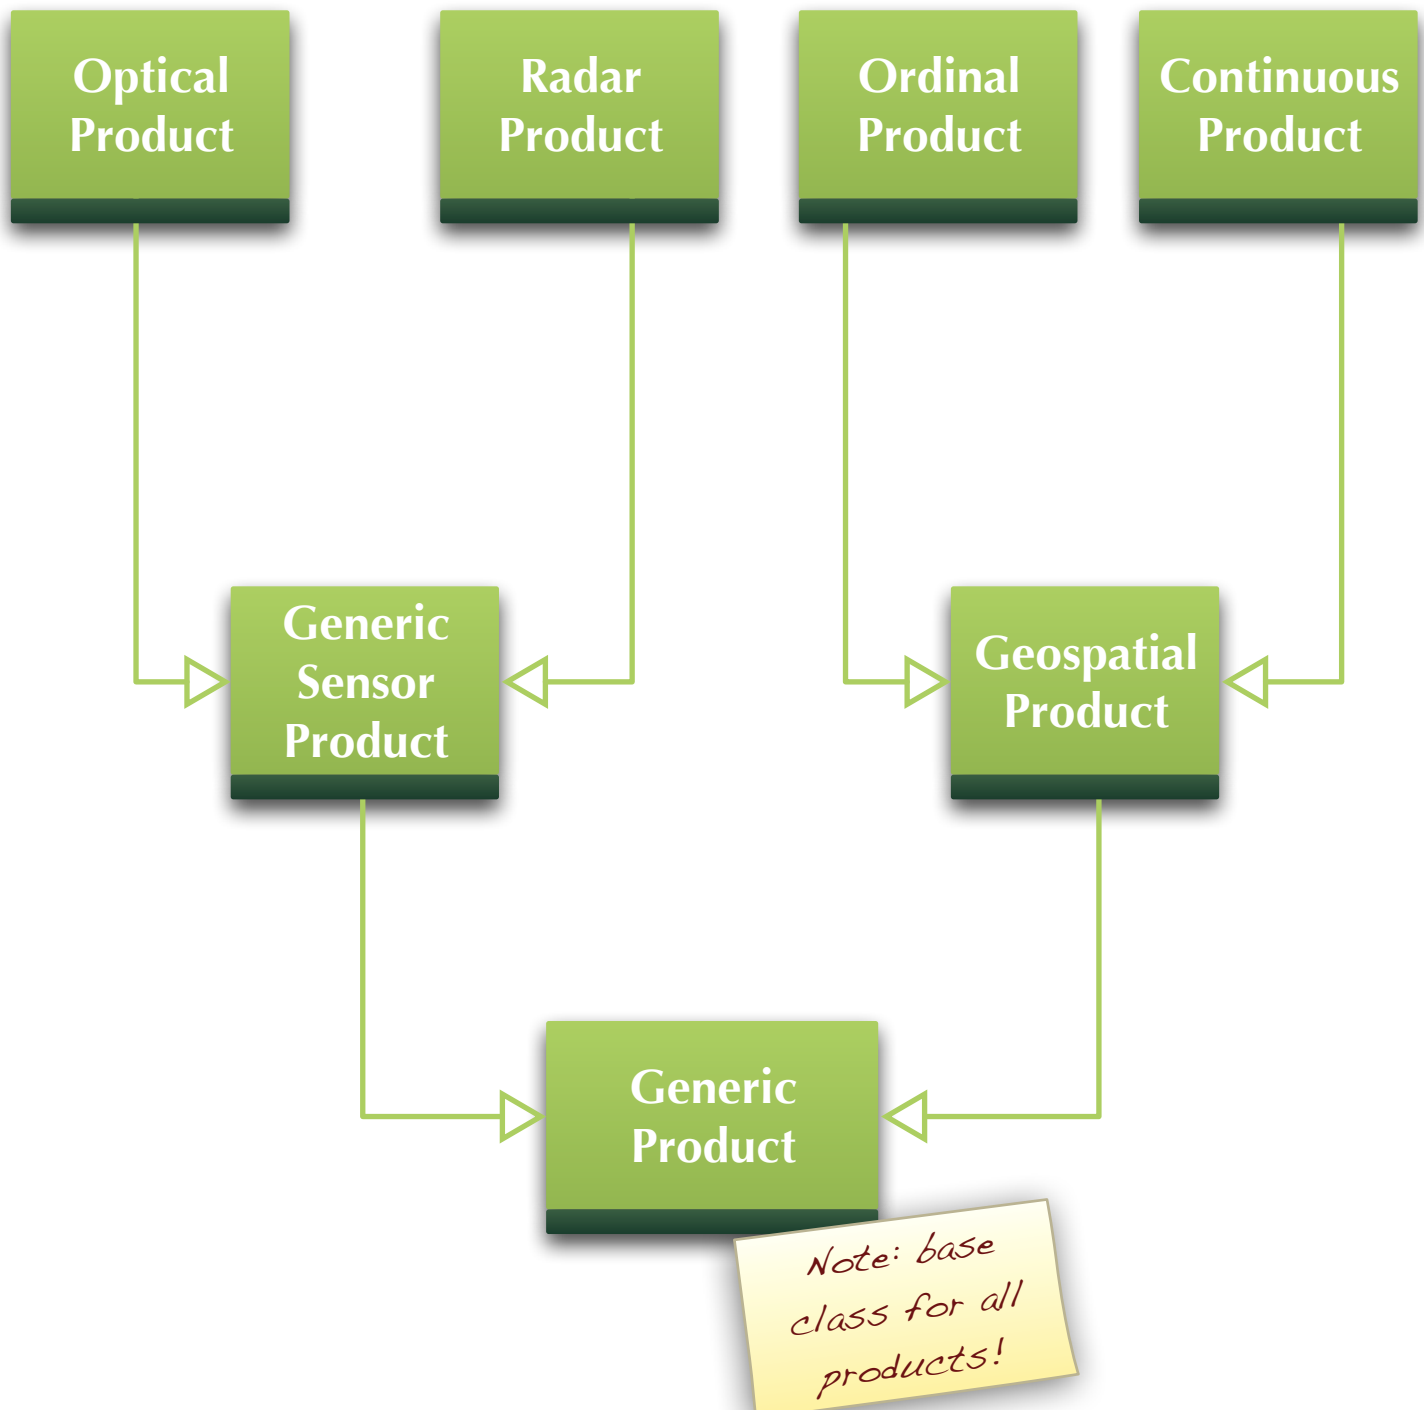 Optical
Product
Radar
Product
Ordinal
Product
Continuous
Product
Generic
Sensor
Product
Geospatial
Product
Generic
Product
Note: base
class for all
products!